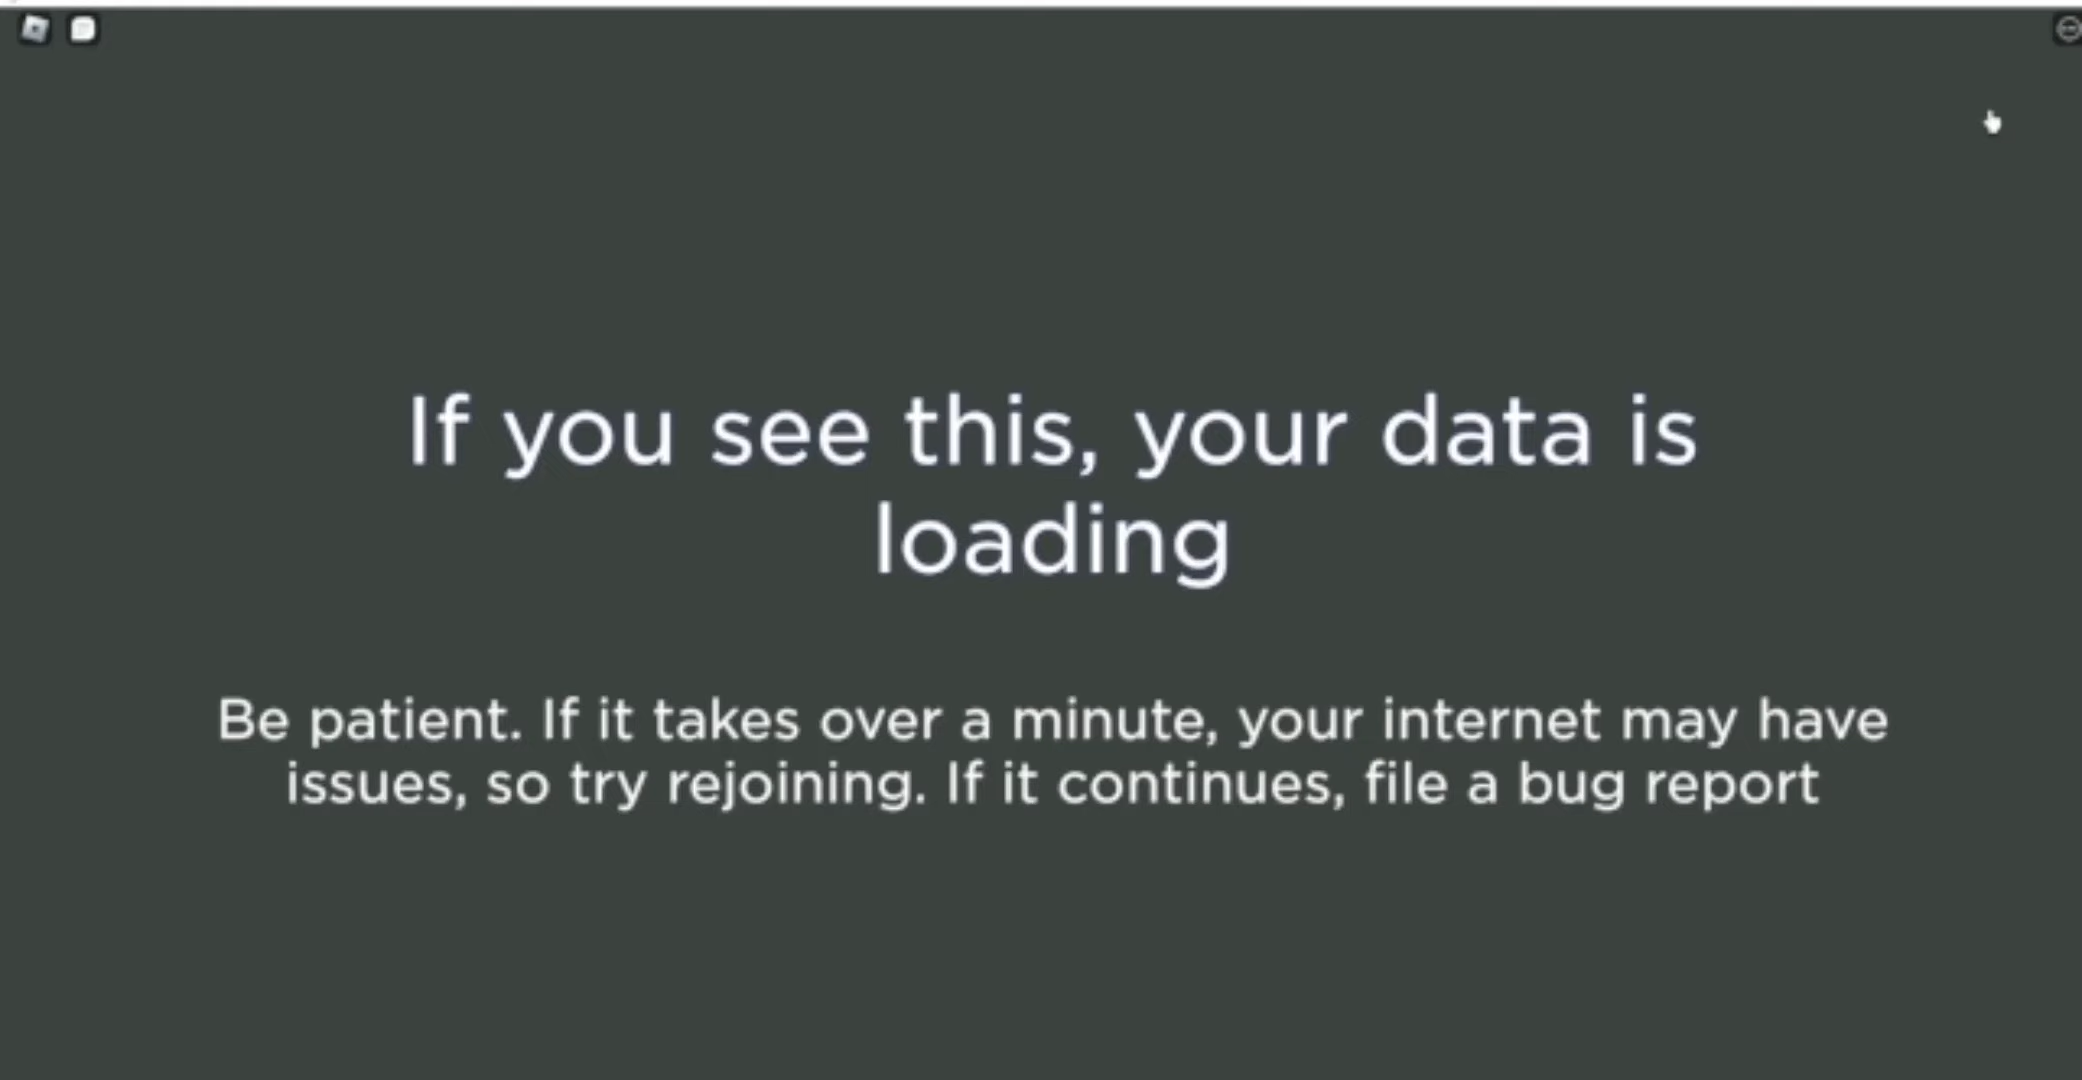 If you see this, your data is
loading
Be patient. If it takes over a minute, your internet may have
issues, so try rejoining. If it continues, file a bug report